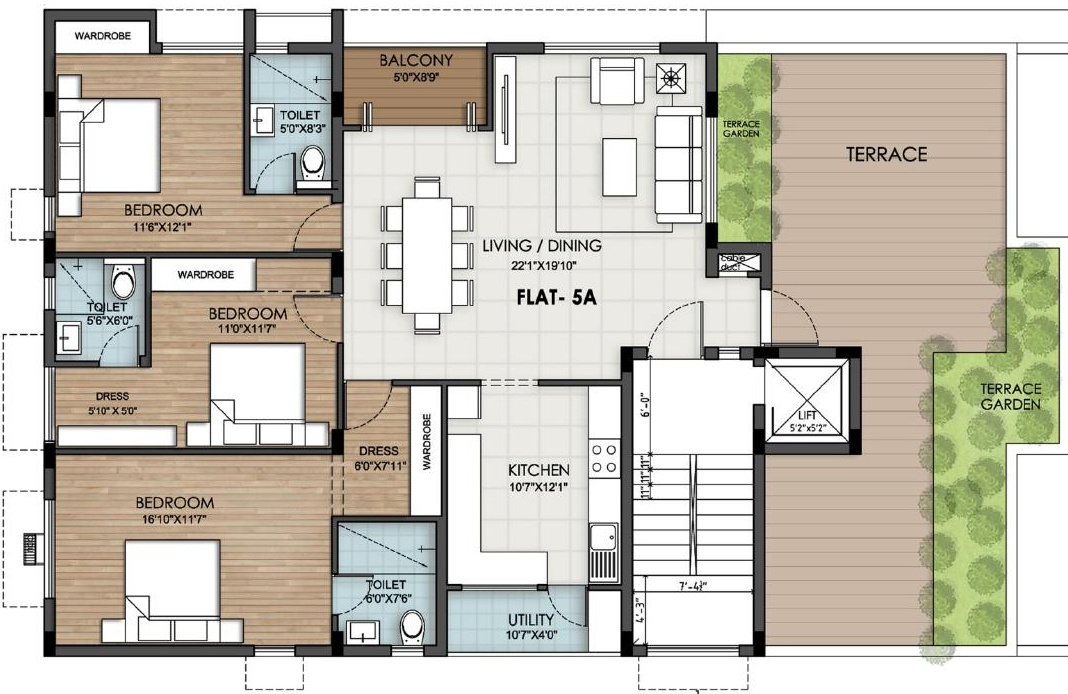 WARDROBE
BALCONY
5'0"X8'9"
TOILET
5'0"X8'3"
TERRACE
GARDEN
TERRACE
BEDROOM
11'6"X12'1"
LIVING / DINING
22'1"X19'10"
FLAT- 5A
cable
duct
WARDROBE
TOILET
5'6"X6'0"
BEDROOM
11'0"X11'7"
DRESS
5'10" X 5'0"
TERRACE
GARDEN
LIFT
5'2"x5'2"
6'-0"
DRESS
6'0"X7'11"
WARDROBE
KITCHEN
10'7"X12'1"
11"
11"
11"
BEDROOM
16'10"X11'7"
TOILET
6'0"X7'6"
7'-4½"
4'-3"
UTILITY
10'7"X4'0"